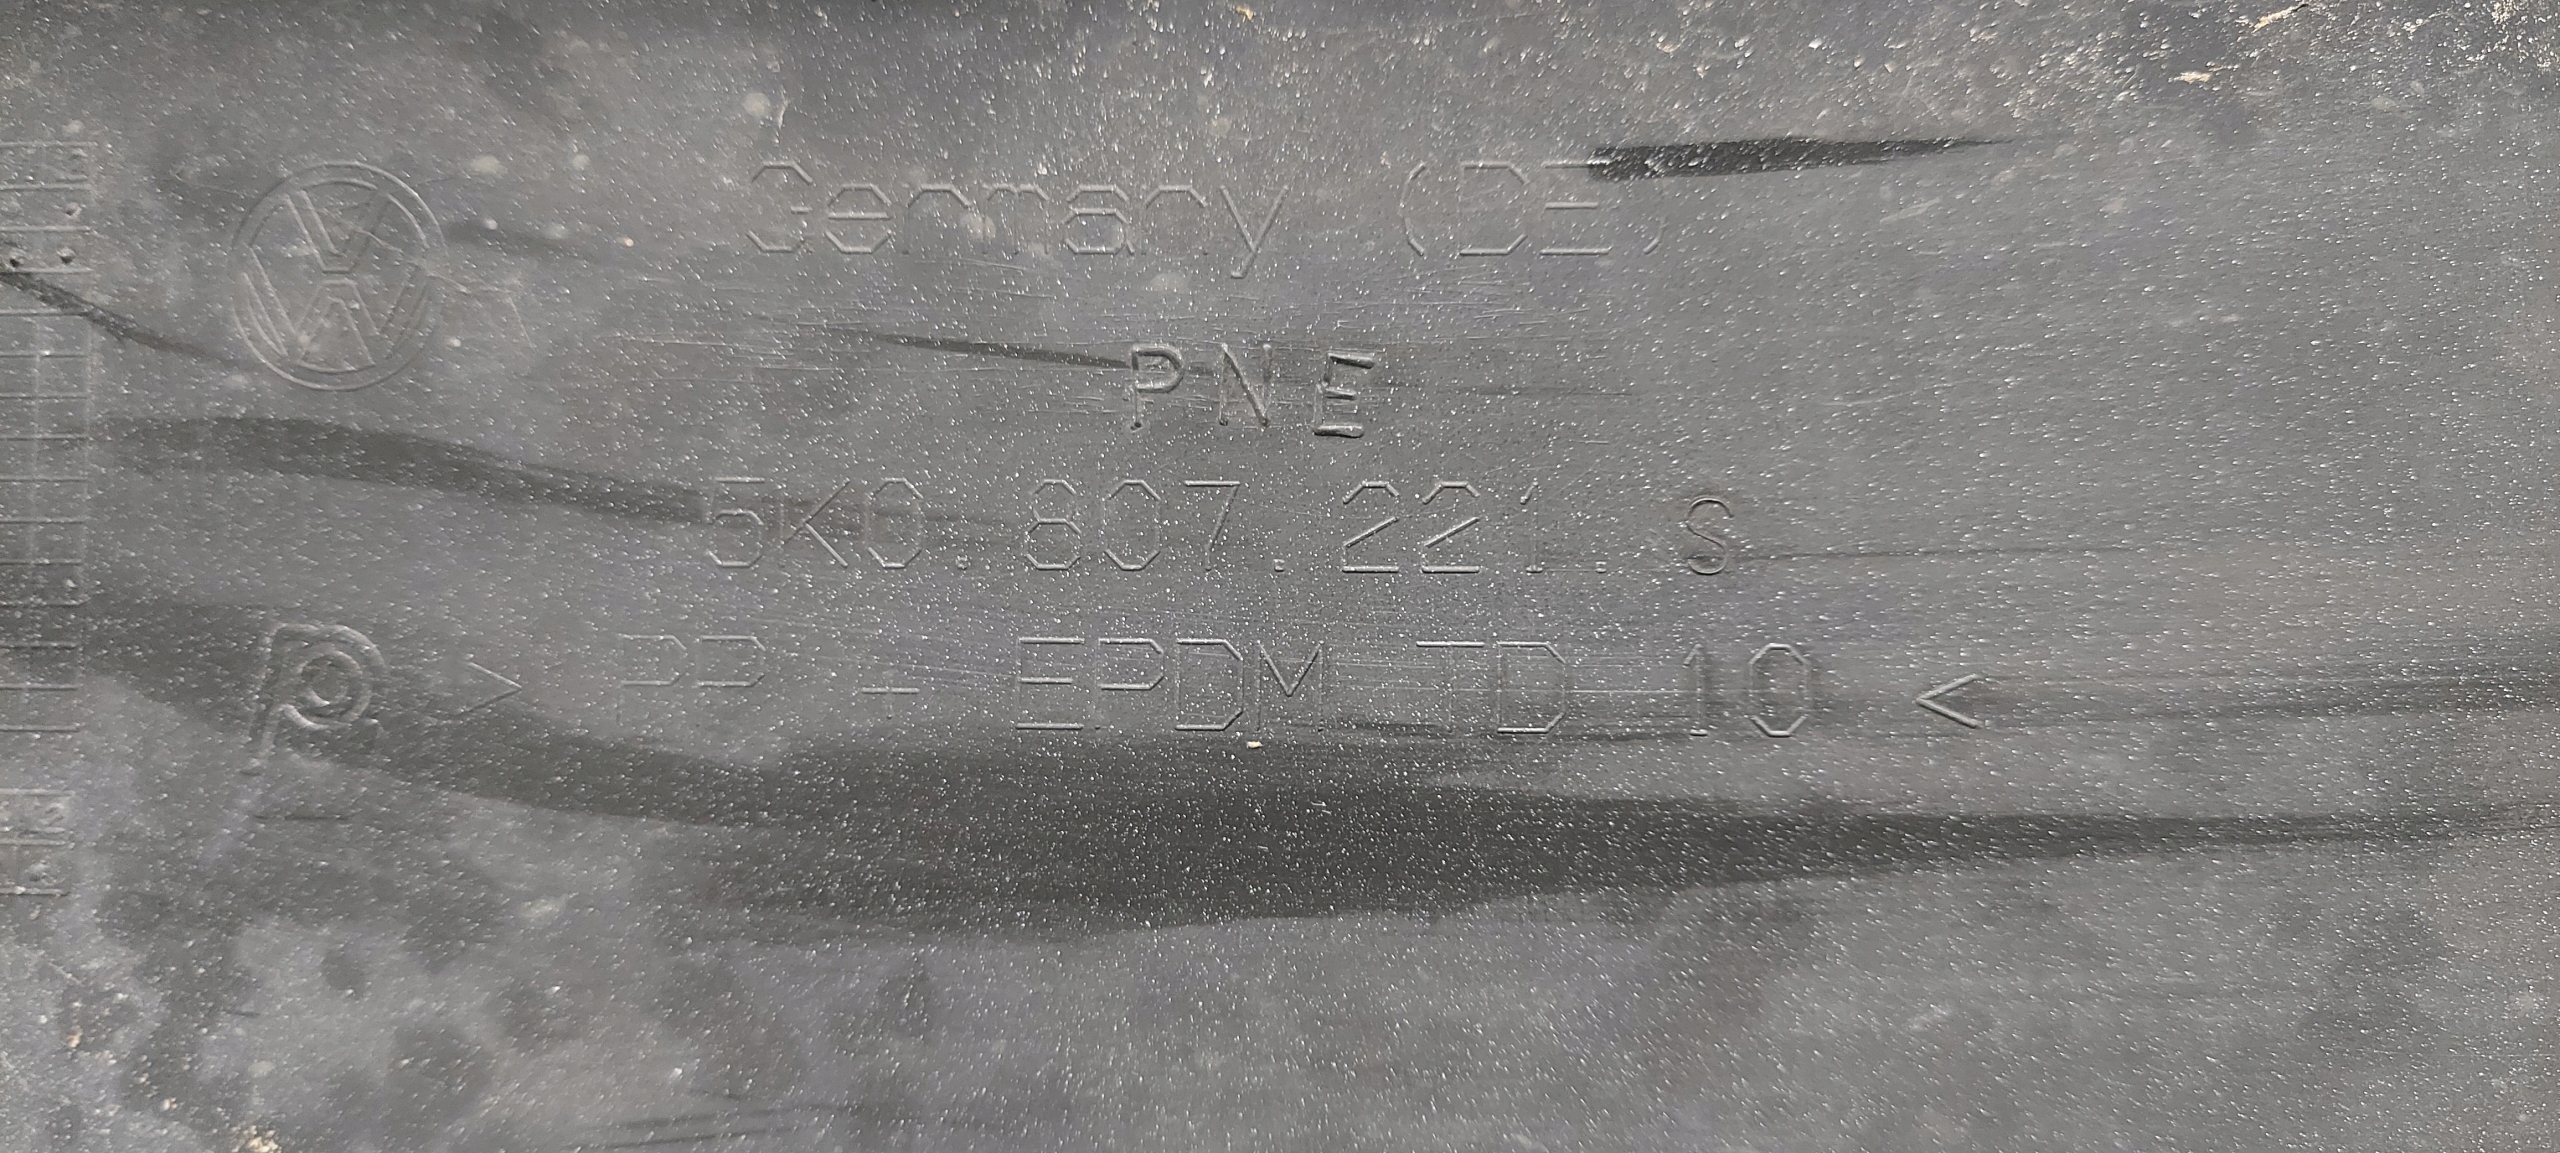 Germany (DE)
PNE
5K0.807.221. S
> PP + EPDM TD 10 <